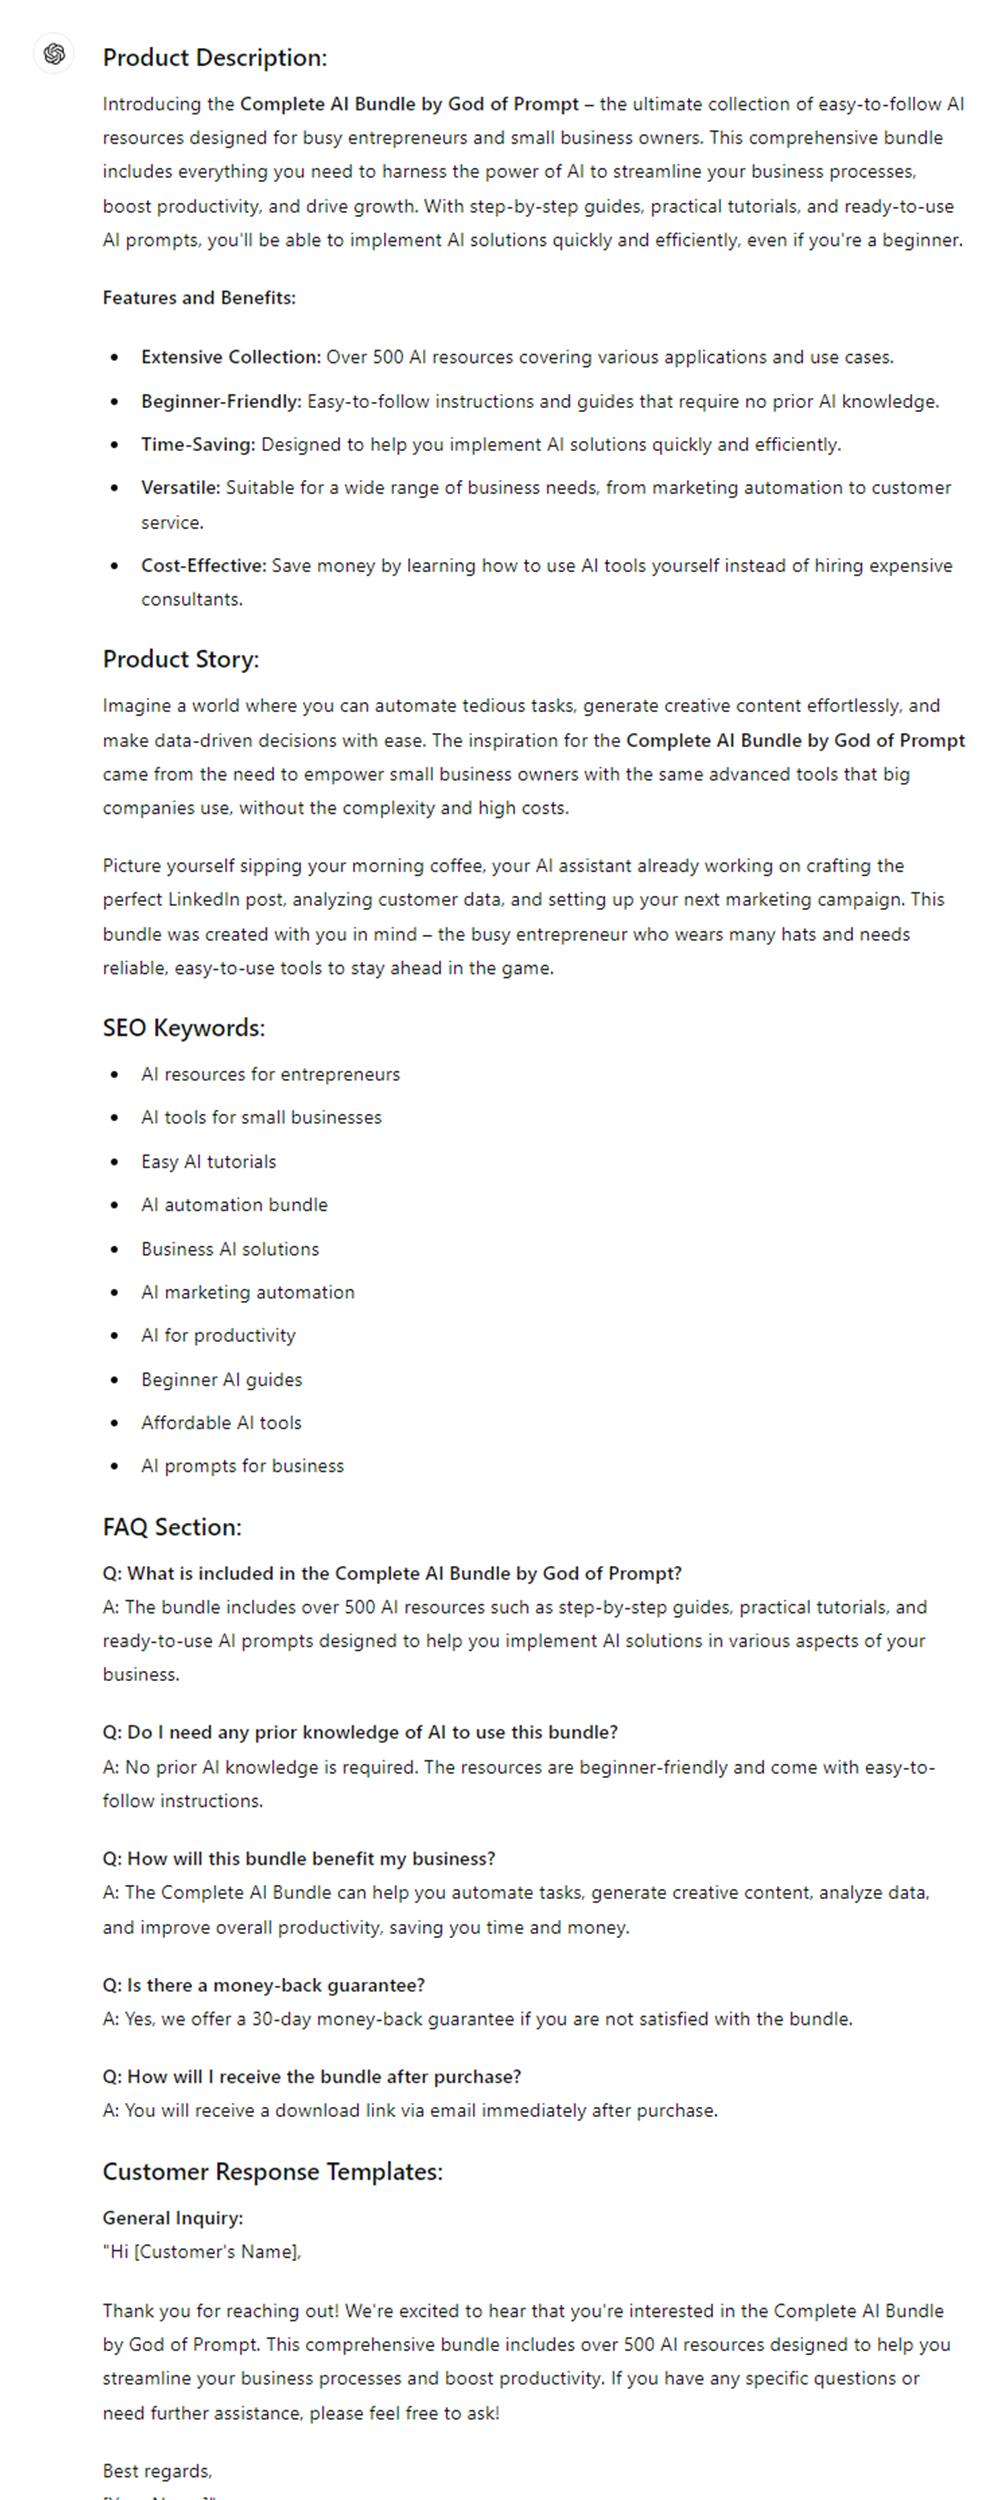 Product Description:
Introducing the Complete AI Bundle by God of Prompt – the ultimate collection of easy-to-follow AI
resources designed for busy entrepreneurs and small business owners. This comprehensive bundle
includes everything you need to harness the power of AI to streamline your business processes,
boost productivity, and drive growth. With step-by-step guides, practical tutorials, and ready-to-use
AI prompts, you'll be able to implement AI solutions quickly and efficiently, even if you're a beginner.
Features and Benefits:
• Extensive Collection: Over 500 AI resources covering various applications and use cases.
• Beginner-Friendly: Easy-to-follow instructions and guides that require no prior AI knowledge.
• Time-Saving: Designed to help you implement AI solutions quickly and efficiently.
• Versatile: Suitable for a wide range of business needs, from marketing automation to customer
service.
• Cost-Effective: Save money by learning how to use AI tools yourself instead of hiring expensive
consultants.
Product Story:
Imagine a world where you can automate tedious tasks, generate creative content effortlessly, and
make data-driven decisions with ease. The inspiration for the Complete AI Bundle by God of Prompt
came from the need to empower small business owners with the same advanced tools that big
companies use, without the complexity and high costs.
Picture yourself sipping your morning coffee, your AI assistant already working on crafting the
perfect LinkedIn post, analyzing customer data, and setting up your next marketing campaign. This
bundle was created with you in mind – the busy entrepreneur who wears many hats and needs
reliable, easy-to-use tools to stay ahead in the game.
SEO Keywords:
• AI resources for entrepreneurs
• AI tools for small businesses
• Easy AI tutorials
• AI automation bundle
• Business AI solutions
• AI marketing automation
• AI for productivity
• Beginner AI guides
• Affordable AI tools
• AI prompts for business
FAQ Section:
Q: What is included in the Complete AI Bundle by God of Prompt?
A: The bundle includes over 500 AI resources such as step-by-step guides, practical tutorials, and
ready-to-use AI prompts designed to help you implement AI solutions in various aspects of your
business.
Q: Do I need any prior knowledge of AI to use this bundle?
A: No prior AI knowledge is required. The resources are beginner-friendly and come with easy-to-
follow instructions.
Q: How will this bundle benefit my business?
A: The Complete AI Bundle can help you automate tasks, generate creative content, analyze data,
and improve overall productivity, saving you time and money.
Q: Is there a money-back guarantee?
A: Yes, we offer a 30-day money-back guarantee if you are not satisfied with the bundle.
Q: How will I receive the bundle after purchase?
A: You will receive a download link via email immediately after purchase.
Customer Response Templates:
General Inquiry:
"Hi [Customer's Name],
Thank you for reaching out! We're excited to hear that you're interested in the Complete AI Bundle
by God of Prompt. This comprehensive bundle includes over 500 AI resources designed to help you
streamline your business processes and boost productivity. If you have any specific questions or
need further assistance, please feel free to ask!
Best regards,